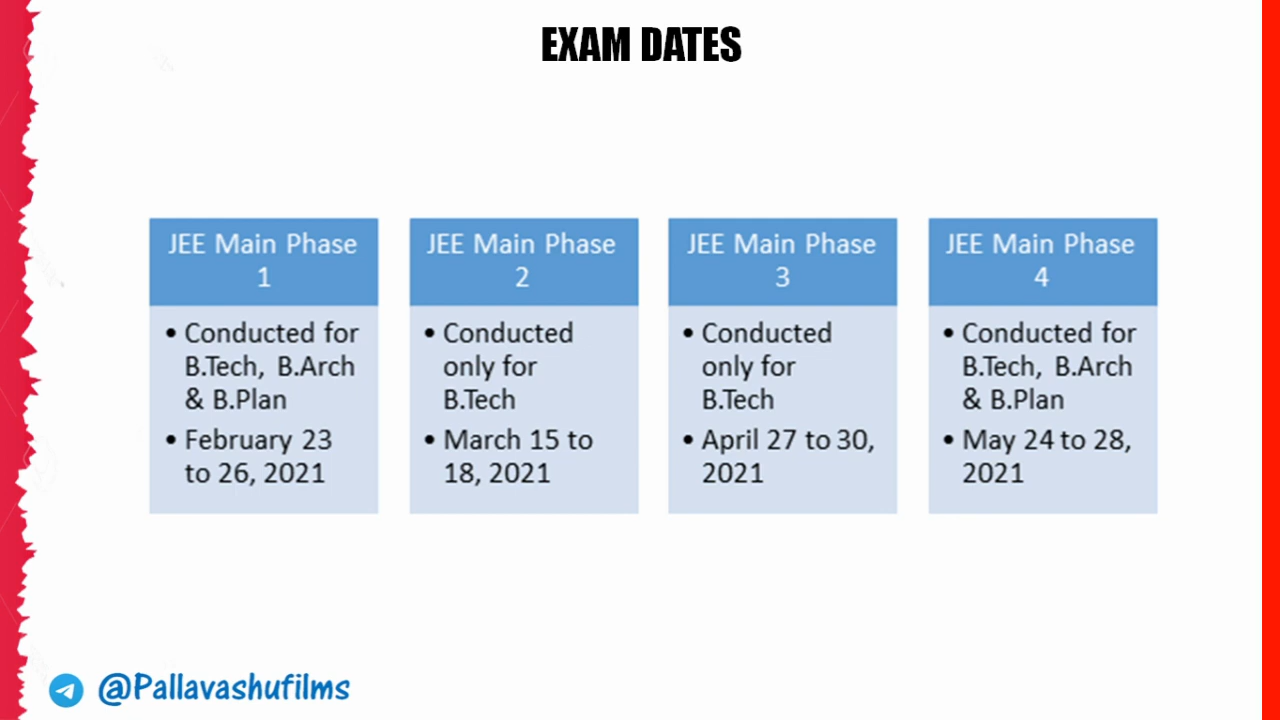 EXAM DATES
JEE Main Phase
1
• Conducted for
B.Tech, B.Arch
& B.Plan
• February 23
to 26, 2021
JEE Main Phase
2
• Conducted
only for
B.Tech
• March 15 to
18, 2021
JEE Main Phase
3
• Conducted
only for
B.Tech
• April 27 to 30,
2021
JEE Main Phase
4
• Conducted for
B.Tech, B.Arch
& B.Plan
• May 24 to 28,
2021
@Pallavashufilms